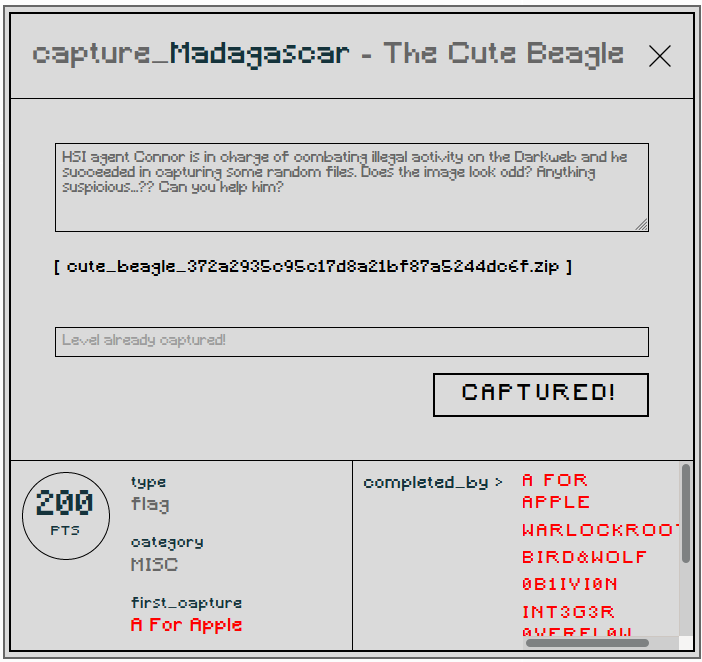 capture_Madagascar - The Cute Beagle
HSI agent Connor is in charge of combating illegal activity on the Darkweb and he
succeeded in capturing some random files. Does the image look odd? Anything
suspicious...?? Can you help him?
[ cute_beagle_372a2935c95c17d8a21bf87a5244dc6f.zip ]
Level already captured!
CAPTURED!
200
PTS
type
flag
category
MISC
first_capture
A For Apple
completed_by >
A FOR
APPLE
WARLOCKROOT
BIRD&WOLF
0B1IVI0N
INT3G3R
0VERFL0W